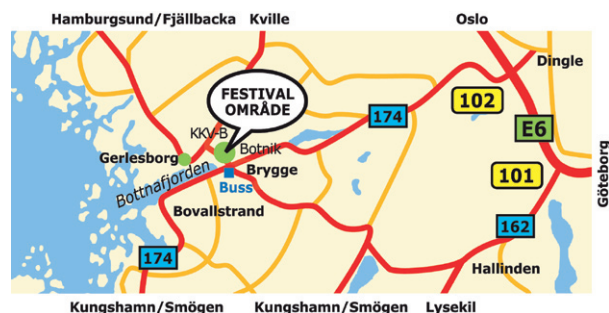 Hamburgsund/Fjällbacka
Kville
Oslo
Dingle
FESTIVAL
OMRÅDE
102
174
E6
KKV-B
Botnik
Gerlesborg
Brygge
101
Göteborg
Bottnafjorden
Buss
Bovallstrand
162
174
Hallinden
Kungshamn/Smögen
Kungshamn/Smögen
Lysekil